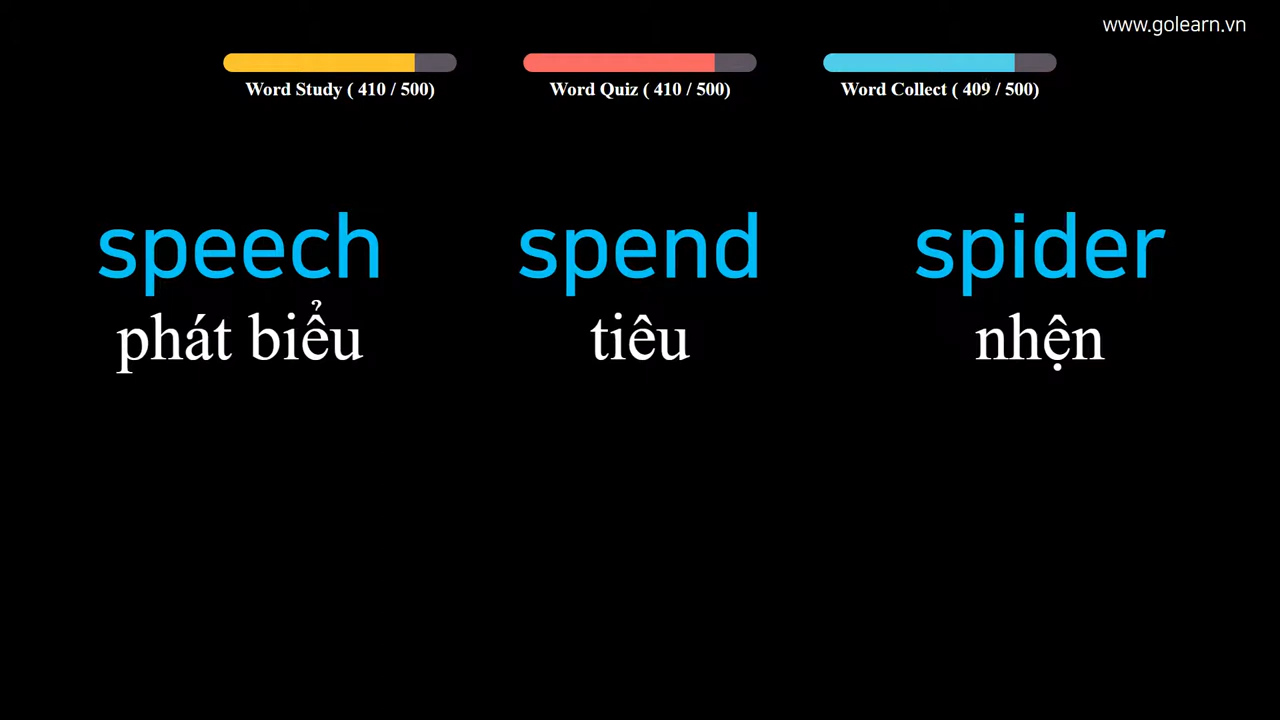 www.golearn.vn
Word Study ( 410 / 500)
Word Quiz ( 410 / 500)
Word Collect ( 409 / 500)
speech
phát biểu
spend
tiêu
spider
nhện